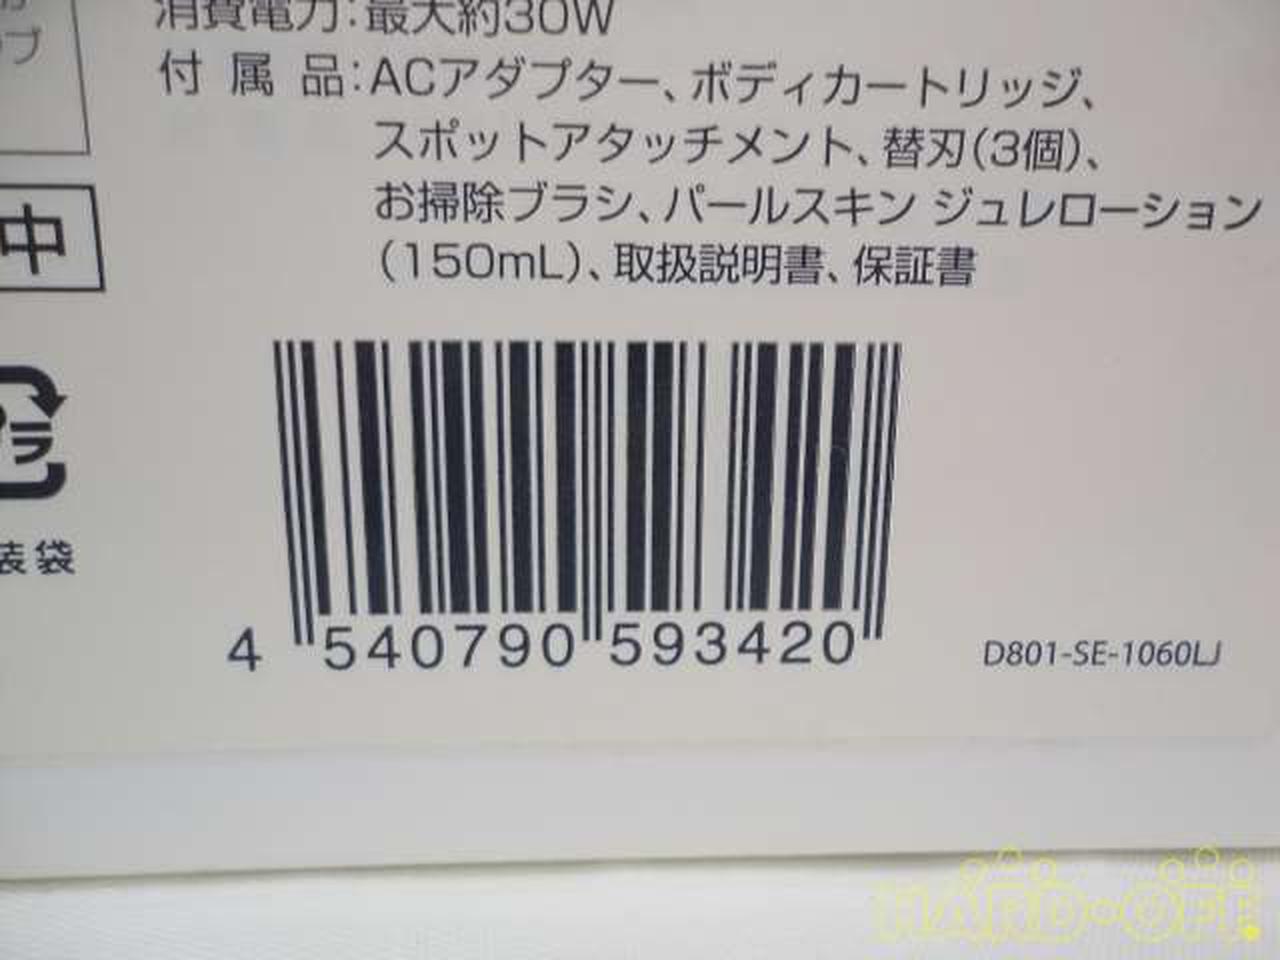 ブ
消費電力:最大約30W
付属品:ACアダプター、ボディカートリッジ、
スポットアタッチメント、替刃(3個)、
お掃除ブラシ、パールスキン ジュレローション
(150mL)、取扱説明書、保証書
中
プラ
装袋
4 540790 593420
D801-SE-1060LJ
HARD-OFF